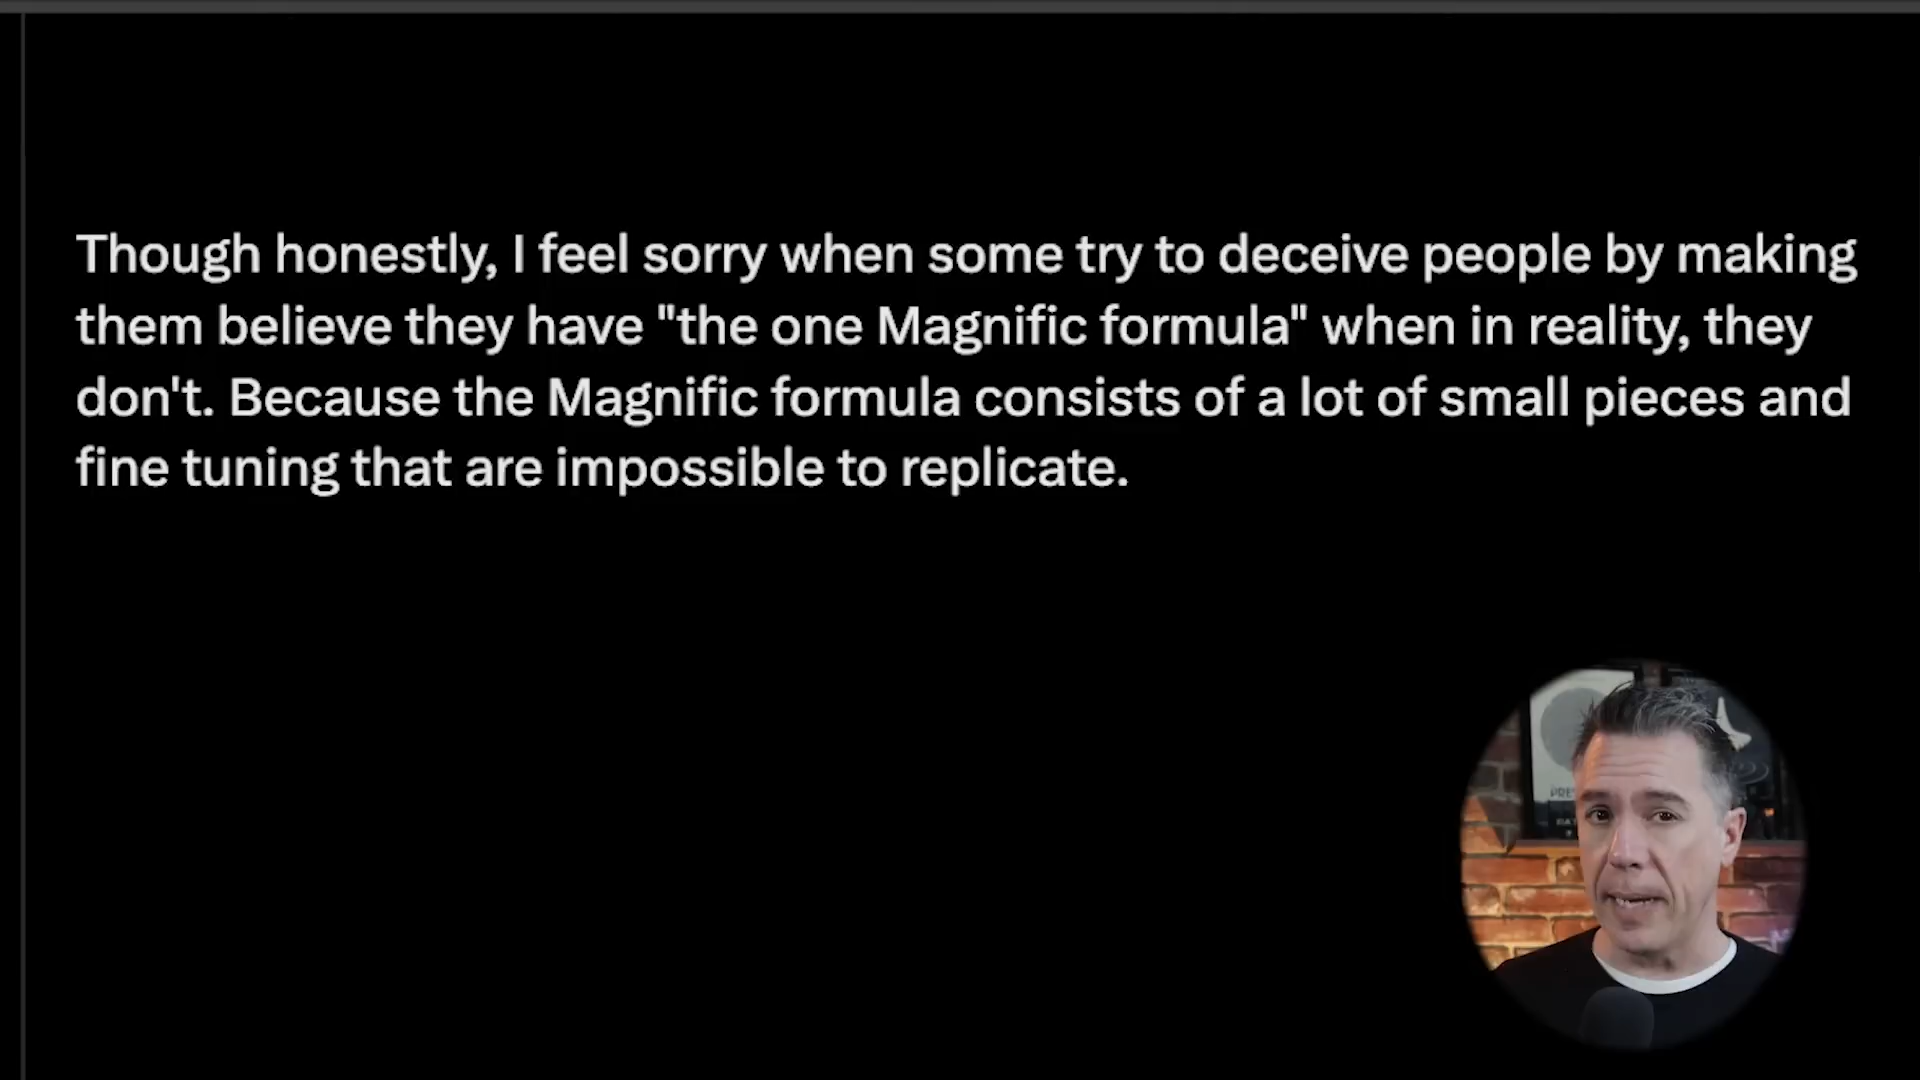 Though honestly, I feel sorry when some try to deceive people by making
them believe they have "the one Magnific formula" when in reality, they
don't. Because the Magnific formula consists of a lot of small pieces and
fine tuning that are impossible to replicate.